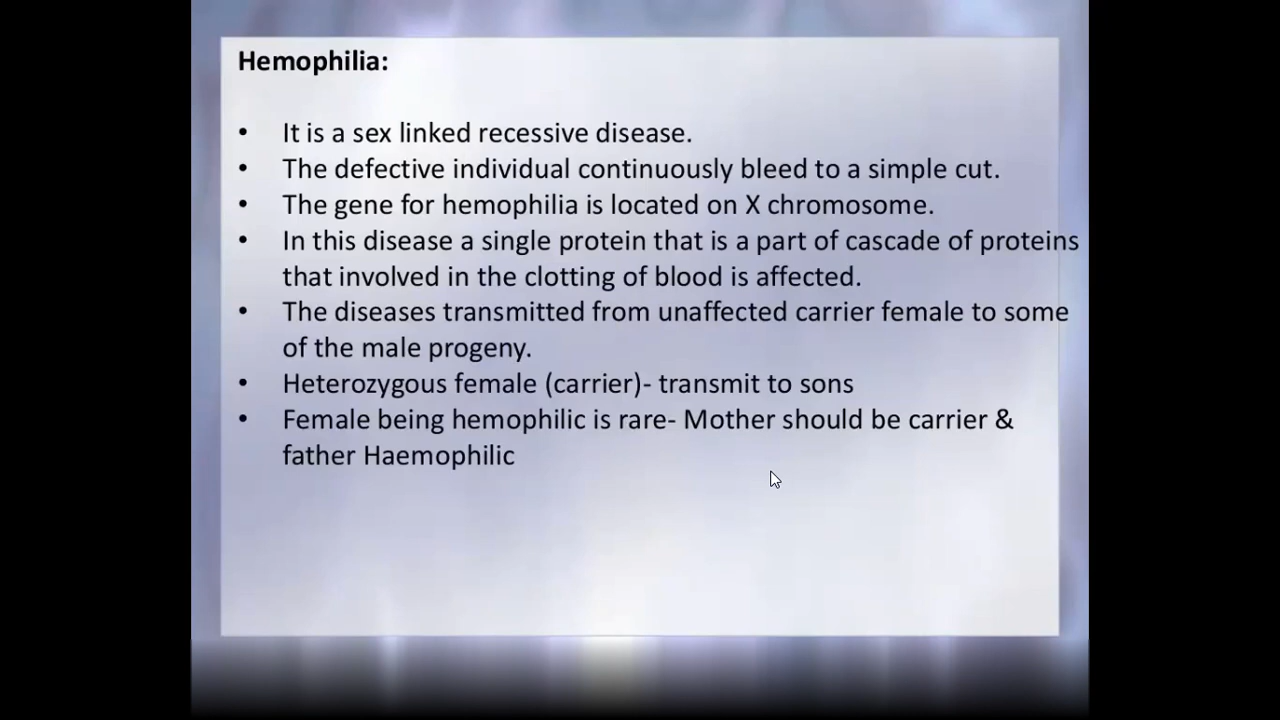 Hemophilia:
• It is a sex linked recessive disease.
• The defective individual continuously bleed to a simple cut.
• The gene for hemophilia is located on X chromosome.
• In this disease a single protein that is a part of cascade of proteins
that involved in the clotting of blood is affected.
• The diseases transmitted from unaffected carrier female to some
of the male progeny.
• Heterozygous female (carrier)- transmit to sons
• Female being hemophilic is rare- Mother should be carrier &
father Haemophilic